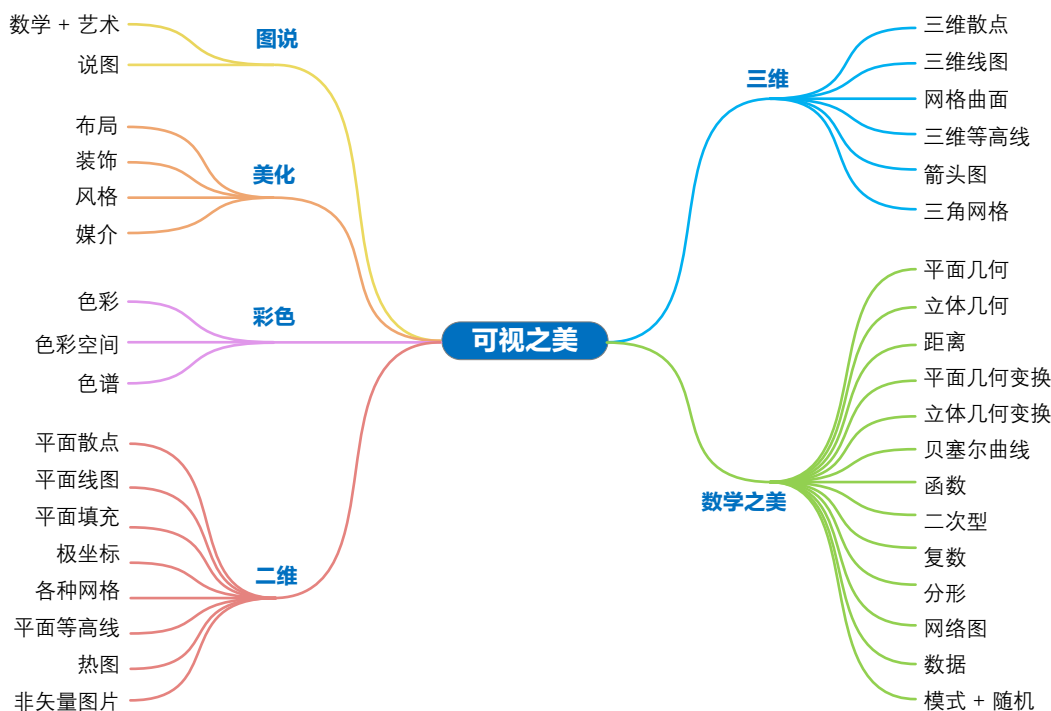 可视之美
图说
数学 + 艺术
说图
美化
布局
装饰
风格
媒介
彩色
色彩
色彩空间
色谱
二维
平面散点
平面线图
平面填充
极坐标
各种网格
平面等高线
热图
非矢量图片
三维
三维散点
三维线图
网格曲面
三维等高线
箭头图
三角网格
数学之美
平面几何
立体几何
距离
平面几何变换
立体几何变换
贝塞尔曲线
函数
二次型
复数
分形
网络图
数据
模式 + 随机